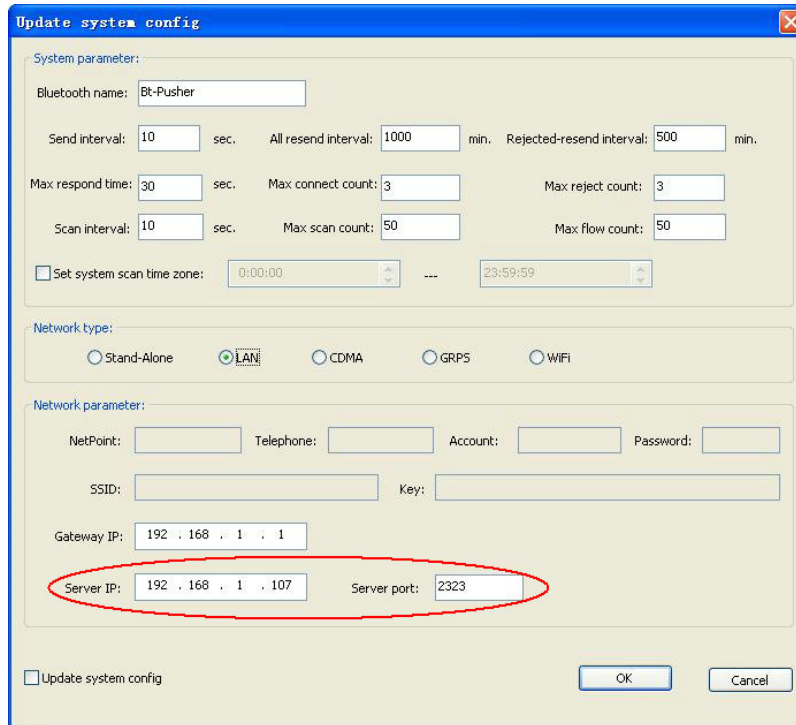 Update system config
System parameter:
Bluetooth name: Bt-Pusher
Send interval: 10 sec. All resend interval: 1000 min. Rejected-resend interval: 500 min.
Max respond time: 30 sec. Max connect count: 3 Max reject count: 3
Scan interval: 10 sec. Max scan count: 50 Max flow count: 50
Set system scan time zone: 0:00:00 --- 23:59:59
Network type:
Stand-Alone LAN CDMA GRPS WiFi
Network parameter:
NetPoint: Telephone: Account: Password:
SSID: Key:
Gateway IP: 192 . 168 . 1 . 1
Server IP: 192 . 168 . 1 . 107 Server port: 2323
Update system config OK Cancel